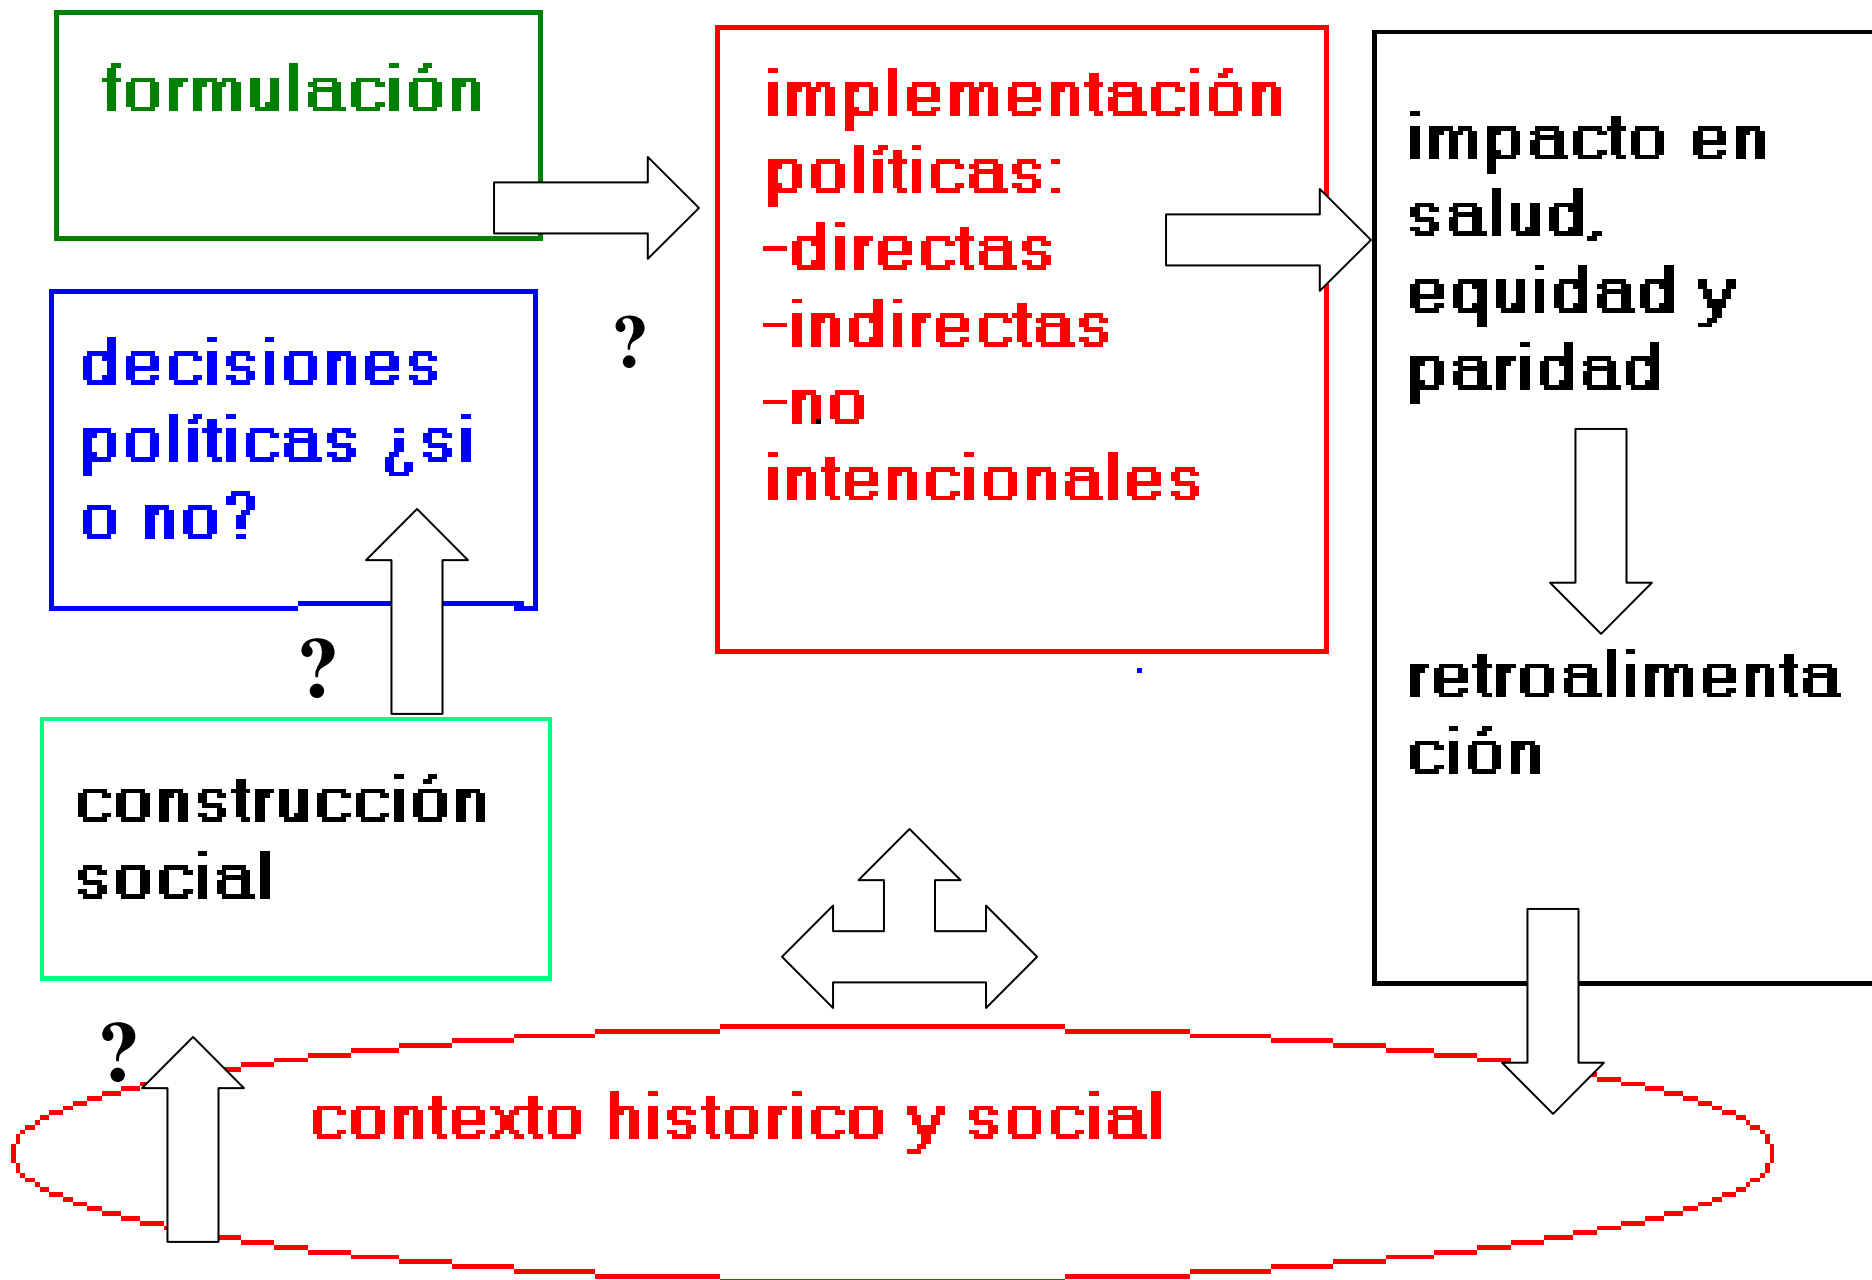 formulación
decisiones
políticas ¿si
o no?
?
construcción
social
?
?
implementación
políticas:
-directas
-indirectas
-no
intencionales
impacto en
salud,
equidad y
paridad
retroalimenta
ción
contexto historico y social